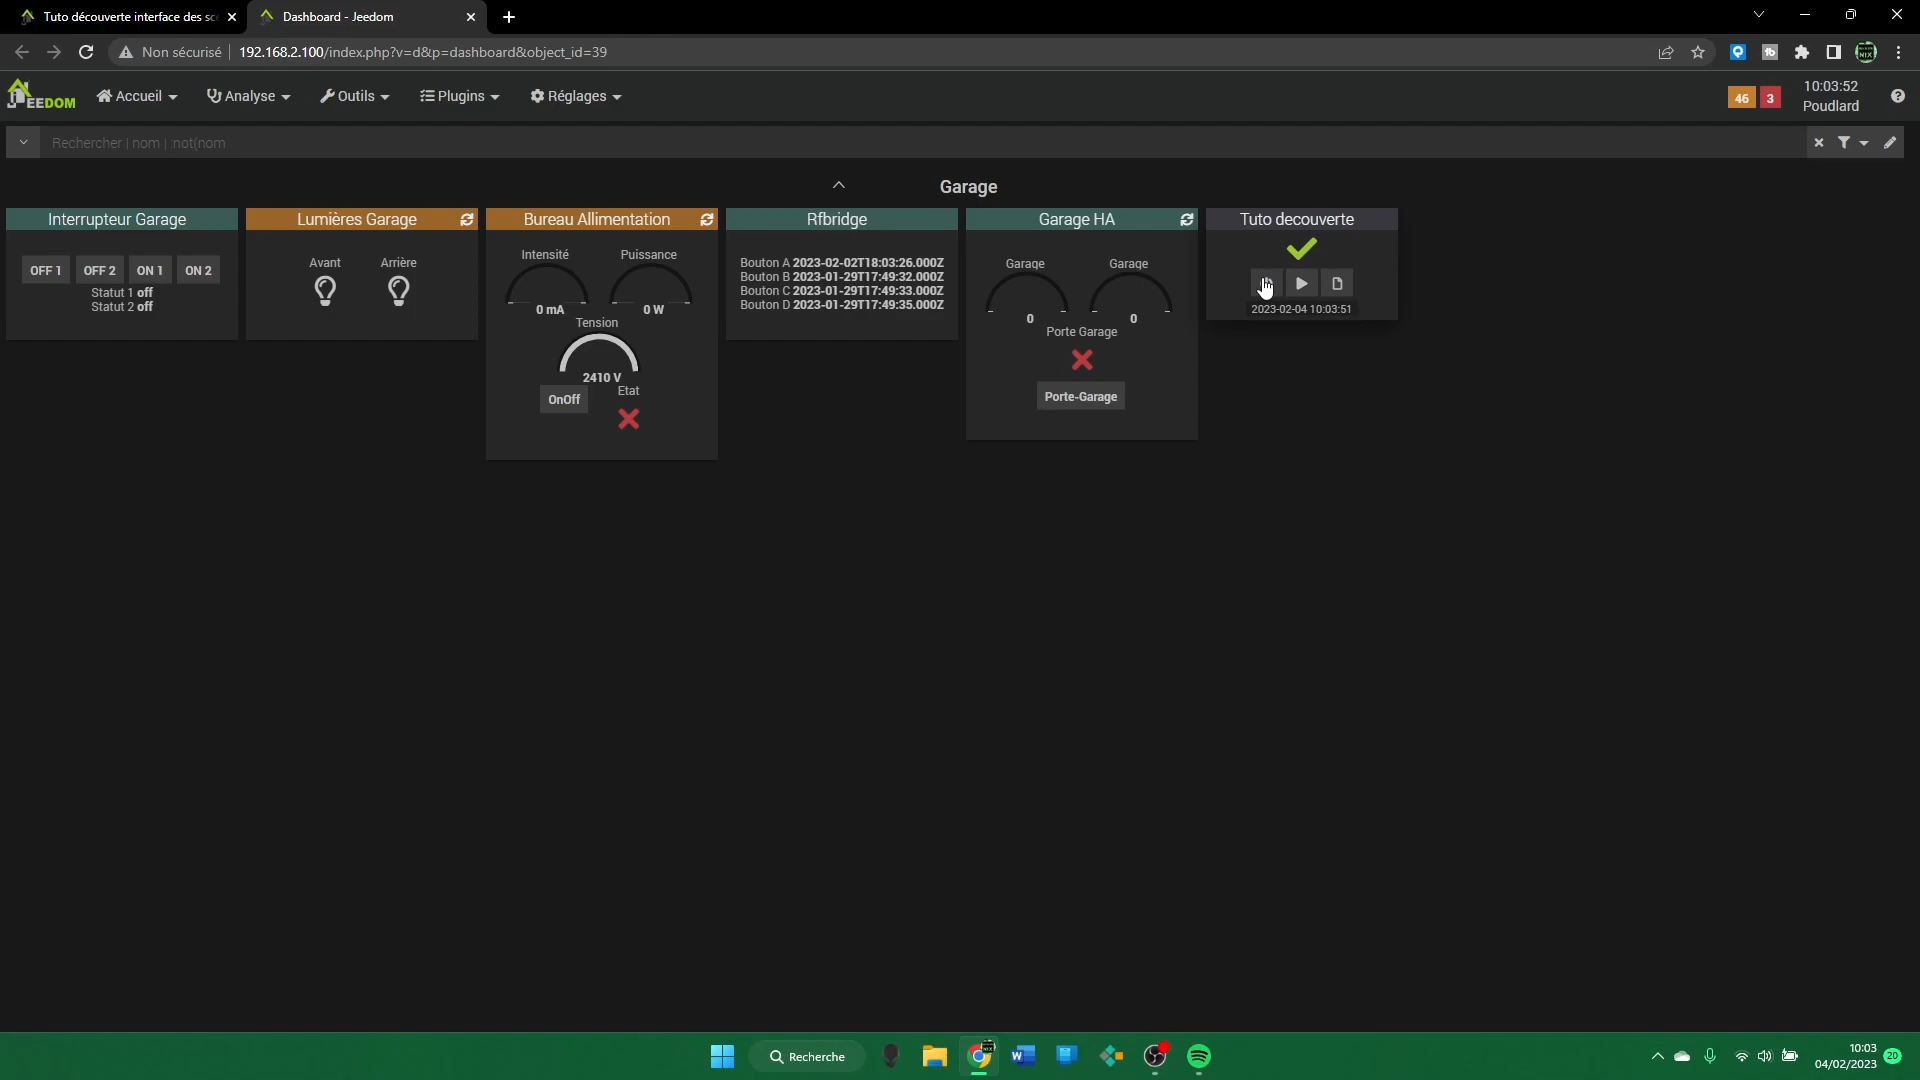 Tuto découverte interface des sc
Dashboard - Jeedom
Non sécurisé
192.168.2.100/index.php?v=d&p=dashboard&object_id=39
JEEDOM
Accueil
Analyse
Outils
Plugins
Réglages
46
3
10:03:52
Poudlard
Rechercher | nom | :not(nom
Garage
Interrupteur Garage
OFF 1
OFF 2
ON 1
ON 2
Statut 1 off
Statut 2 off
Lumières Garage
Avant
Arrière
Bureau Allimentation
Intensité
Puissance
0 mA
0 W
Tension
2410 V
OnOff
Etat
Rfbridge
Bouton A 2023-02-02T18:03:26.000Z
Bouton B 2023-01-29T17:49:32.000Z
Bouton C 2023-01-29T17:49:33.000Z
Bouton D 2023-01-29T17:49:35.000Z
Garage HA
Garage
Garage
0
0
Porte Garage
Porte-Garage
Tuto decouverte
2023-02-04 10:03:51
Recherche
10:03
04/02/2023
20